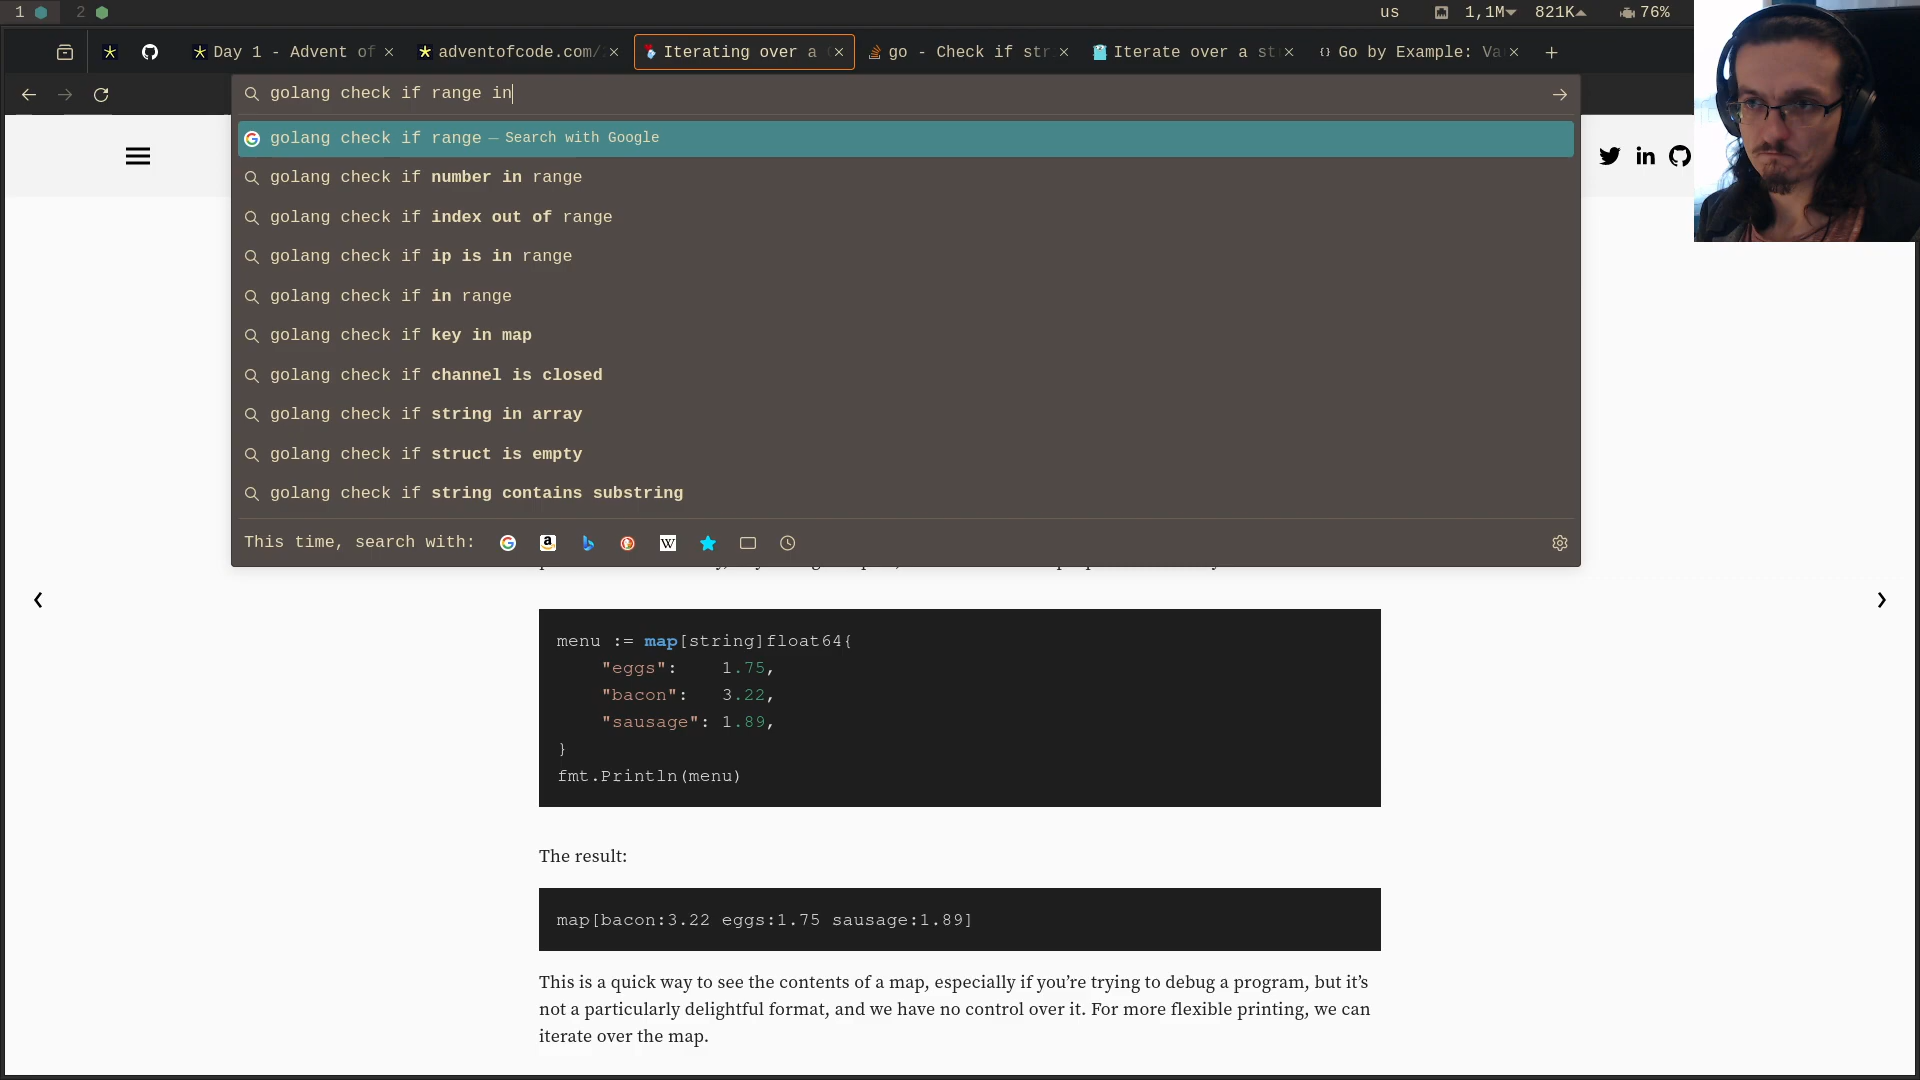 1 2 us 1,1M 821K 76%
Day 1 - Advent of adventofcode.com/ Iterating over a go - Check if str Iterate over a st Go by Example: Va
golang check if range in
golang check if range — Search with Google
golang check if number in range
golang check if index out of range
golang check if ip is in range
golang check if in range
golang check if key in map
golang check if channel is closed
golang check if string in array
golang check if struct is empty
golang check if string contains substring
This time, search with:
menu := map[string]float64{
"eggs": 1.75,
"bacon": 3.22,
"sausage": 1.89,
}
fmt.Println(menu)
The result:
map[bacon:3.22 eggs:1.75 sausage:1.89]
This is a quick way to see the contents of a map, especially if you’re trying to debug a program, but it’s
not a particularly delightful format, and we have no control over it. For more flexible printing, we can
iterate over the map.